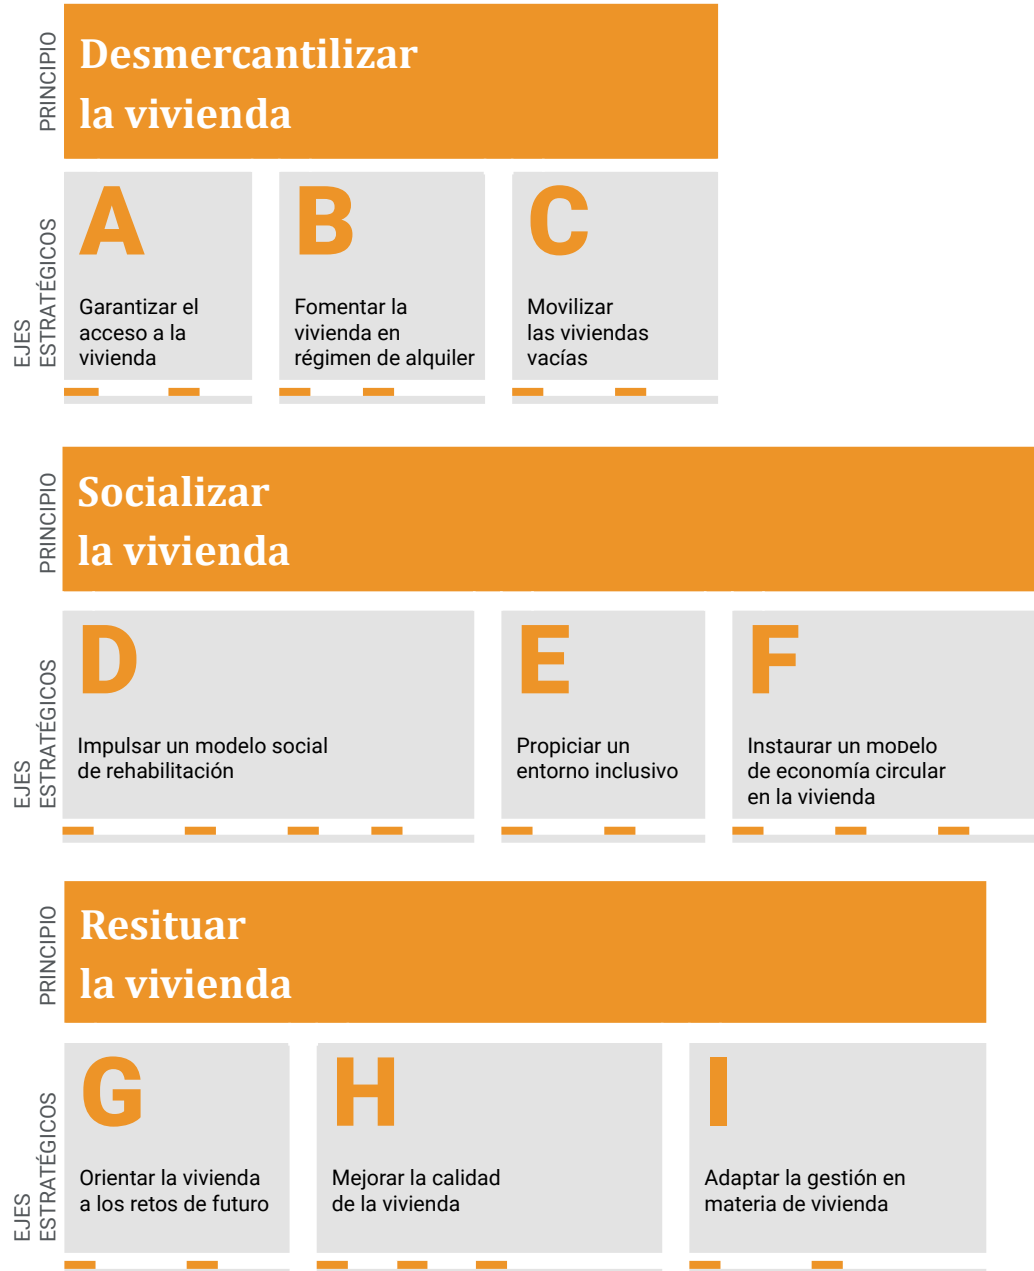 PRINCIPIO
Desmercantilizar
la vivienda
EJES
ESTRATÉGICOS
A
Garantizar el
acceso a la
vivienda
B
Fomentar la
vivienda en
régimen de alquiler
C
Movilizar
las viviendas
vacías
PRINCIPIO
Socializar
la vivienda
EJES
ESTRATÉGICOS
D
Impulsar un modelo social
de rehabilitación
E
Propiciar un
entorno inclusivo
F
Instaurar un moDelo
de economía circular
en la vivienda
PRINCIPIO
Resituar
la vivienda
EJES
ESTRATÉGICOS
G
Orientar la vivienda
a los retos de futuro
H
Mejorar la calidad
de la vivienda
I
Adaptar la gestión en
materia de vivienda